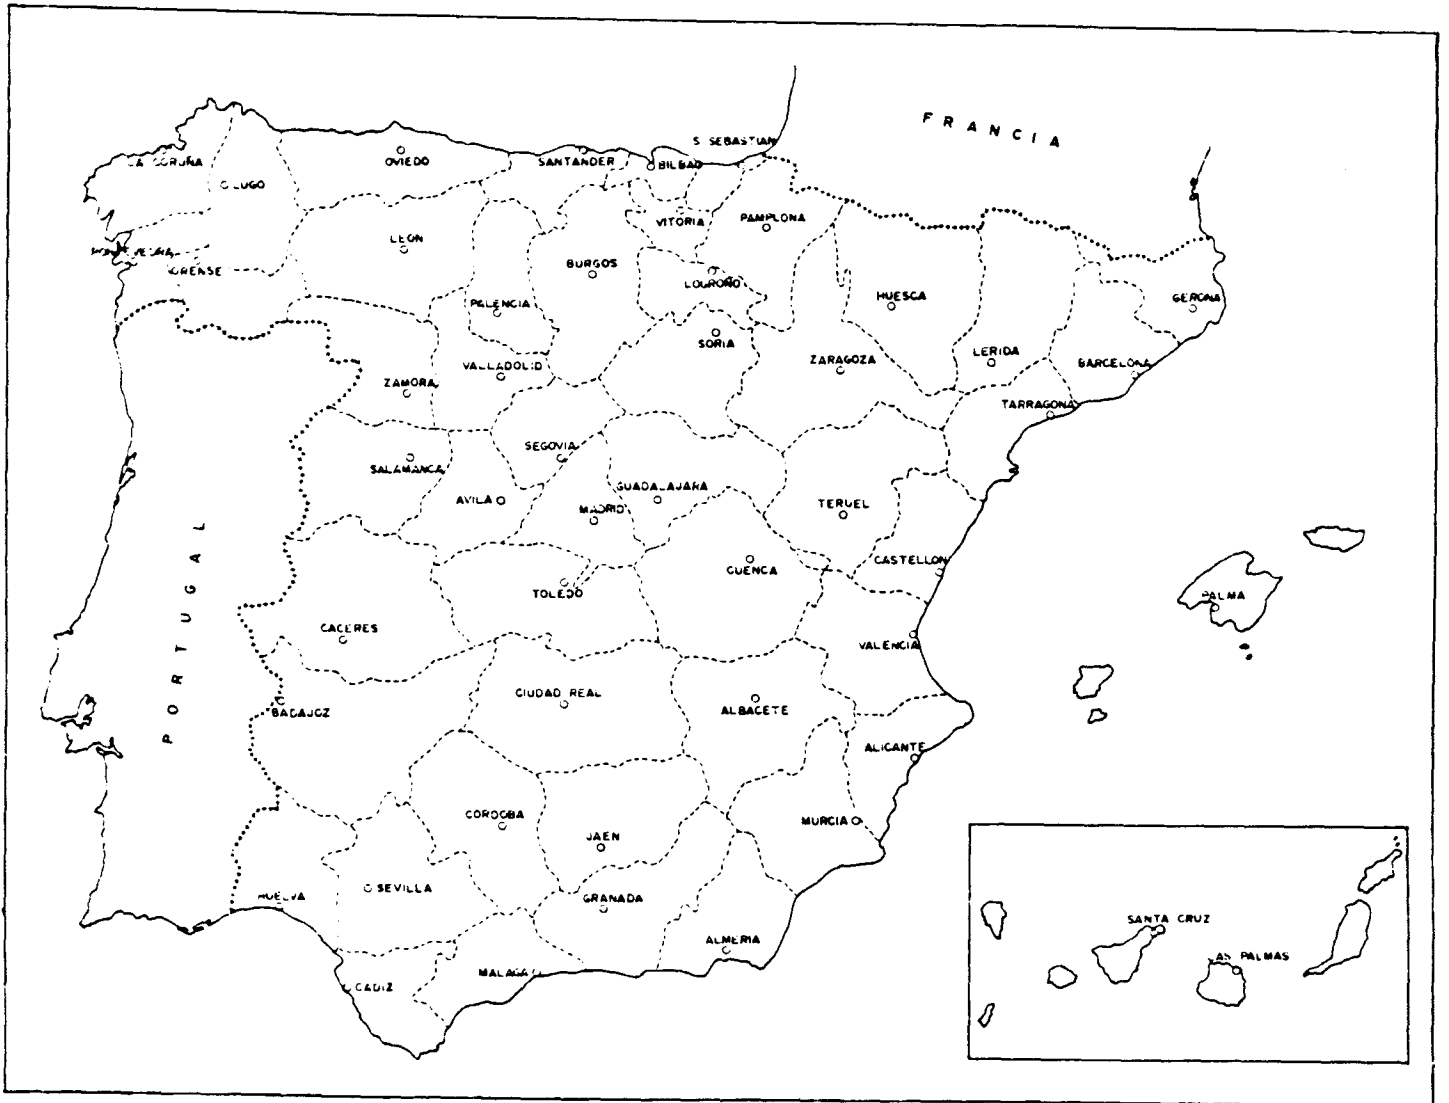 FRANCIA
S SEBASTIAN
LA CORUÑA
OVIEDO
SANTANDER
BILBAO
LUGO
VITORIA
PAMPLONA
LEON
PONTEVEDRA
ORENSE
BURGOS
LOGROÑO
HUESCA
GERONA
PALENCIA
SORIA
ZARAGOZA
LERIDA
BARCELONA
VALLADOLID
ZAMORA
TARRAGONA
SEGOVIA
SALAMANCA
AVILA
GUADALAJARA
MADRID
TERUEL
PORTUGAL
CASTELLON
CUENCA
TOLEDO
PALMA
CACERES
VALENCIA
BADAJOZ
CIUDAD REAL
ALBACETE
ALICANTE
CORDOBA
MURCIA
JAEN
HUELVA
SEVILLA
GRANADA
SANTA CRUZ
ALMERIA
LAS PALMAS
MALAGA
CADIZ